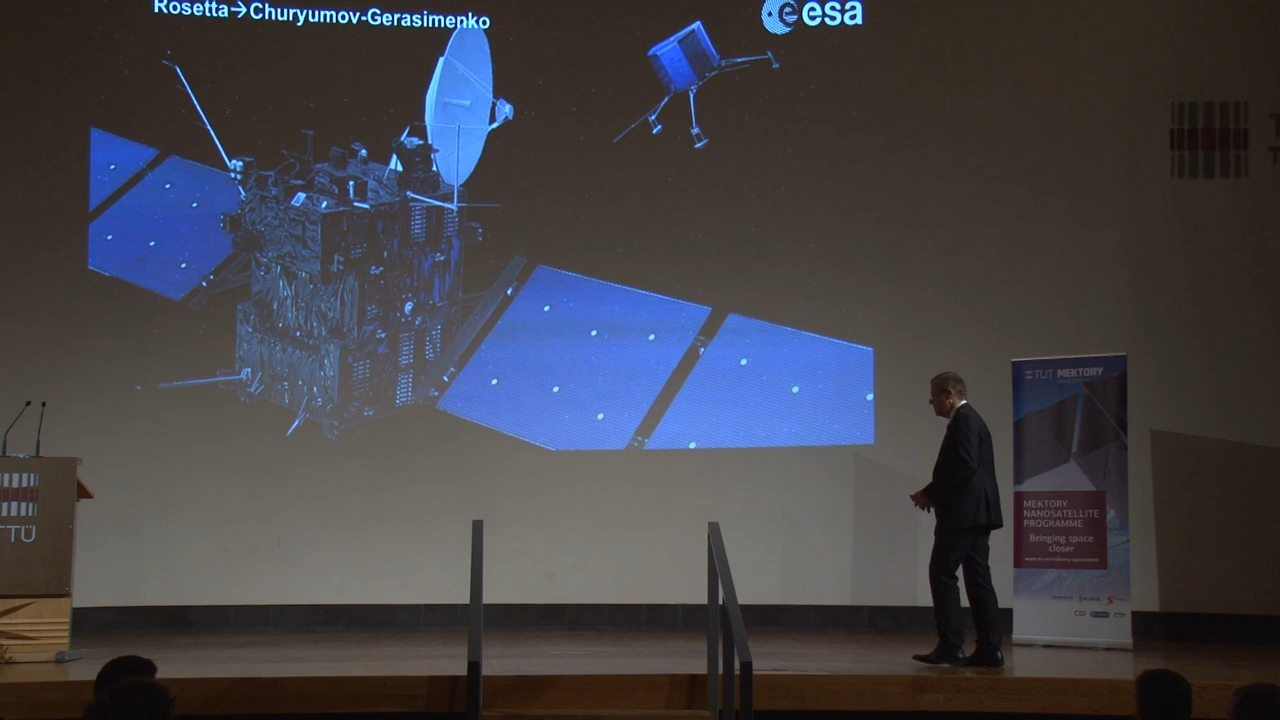 Rosetta→Churyumov-Gerasimenko
esa
TUT MEKTORY
MEKTORY
NANOSATELLITE
PROGRAMME
Bringing space
closer
TTÜ